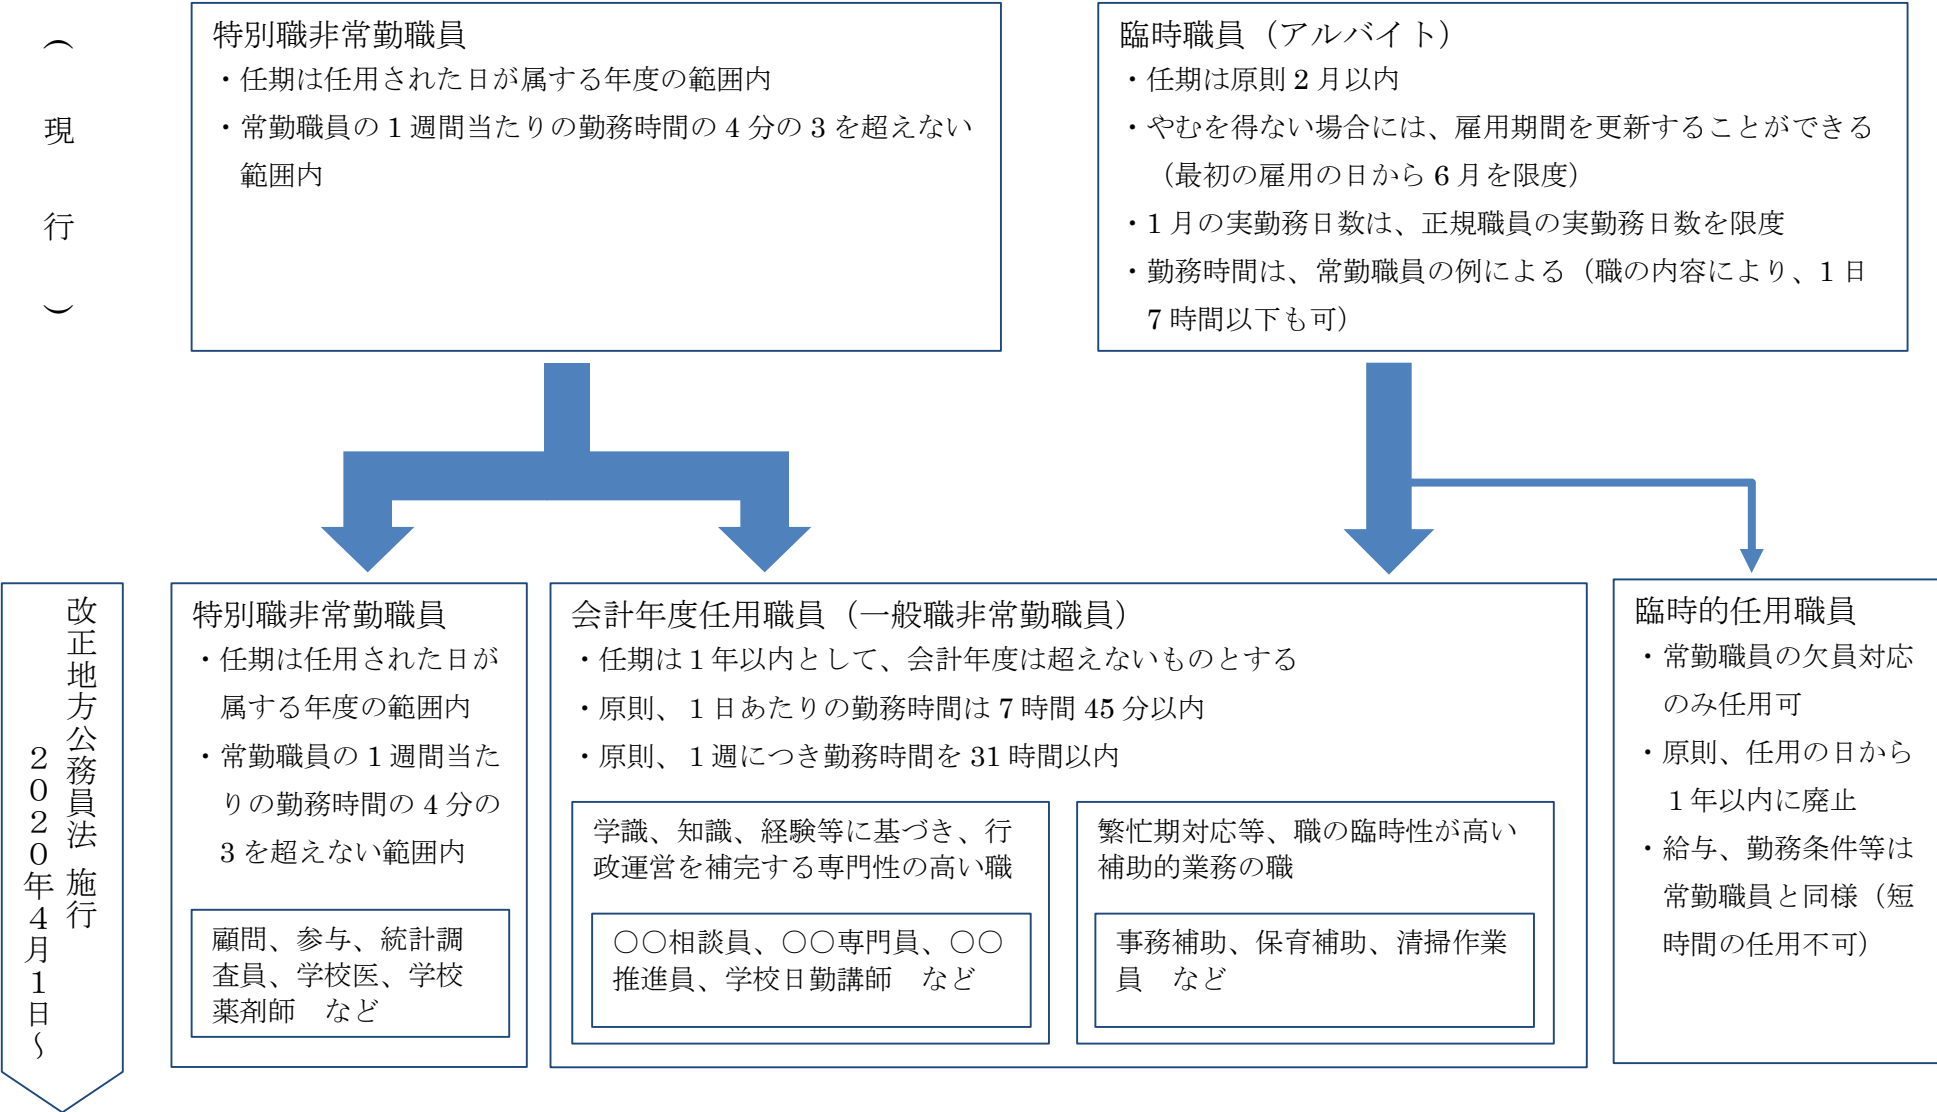 （現行）
特別職非常勤職員
・任期は任用された日が属する年度の範囲内
・常勤職員の 1 週間当たりの勤務時間の 4 分の 3 を超えない
範囲内
臨時職員（アルバイト）
・任期は原則 2 月以内
・やむを得ない場合には、雇用期間を更新することができる
（最初の雇用の日から 6 月を限度）
・1 月の実勤務日数は、正規職員の実勤務日数を限度
・勤務時間は、常勤職員の例による（職の内容により、1 日
7 時間以下も可）
改正地方公務員法 施行
２０２０年４月１日～
特別職非常勤職員
・任期は任用された日が
属する年度の範囲内
・常勤職員の 1 週間当た
りの勤務時間の 4 分の
3 を超えない範囲内
顧問、参与、統計調
査員、学校医、学校
薬剤師　など
会計年度任用職員（一般職非常勤職員）
・任期は１年以内として、会計年度は超えないものとする
・原則、１日あたりの勤務時間は 7 時間 45 分以内
・原則、１週につき勤務時間を 31 時間以内
学識、知識、経験等に基づき、行
政運営を補完する専門性の高い職
〇〇相談員、〇〇専門員、〇〇
推進員、学校日勤講師　など
繁忙期対応等、職の臨時性が高い
補助的業務の職
事務補助、保育補助、清掃作業
員　など
臨時的任用職員
・常勤職員の欠員対応
のみ任用可
・原則、任用の日から
１年以内に廃止
・給与、勤務条件等は
常勤職員と同様（短
時間の任用不可）